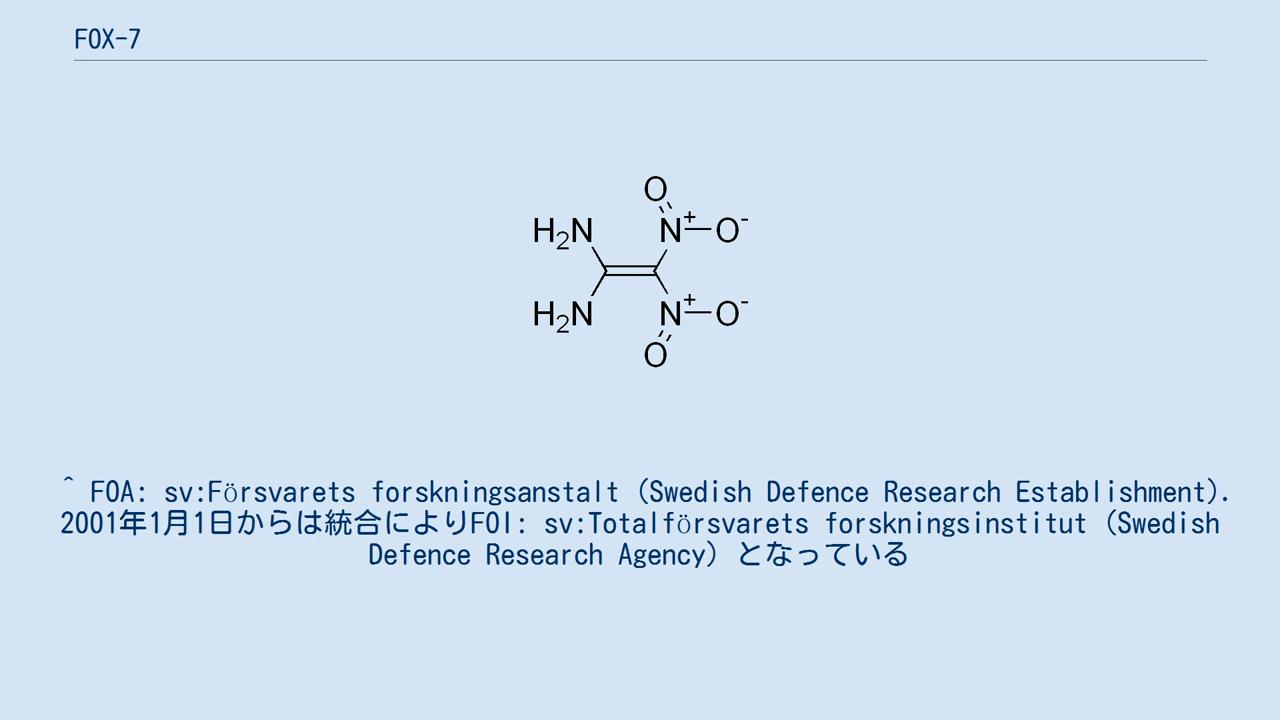 FOX-7
O
H₂N N⁺ O⁻
H₂N N⁺ O⁻
O
^ FOA: sv:Försvarets forskningsanstalt (Swedish Defence Research Establishment).
2001年1月1日からは統合によりFOI: sv:Totalförsvarets forskningsinstitut (Swedish
Defence Research Agency) となっている